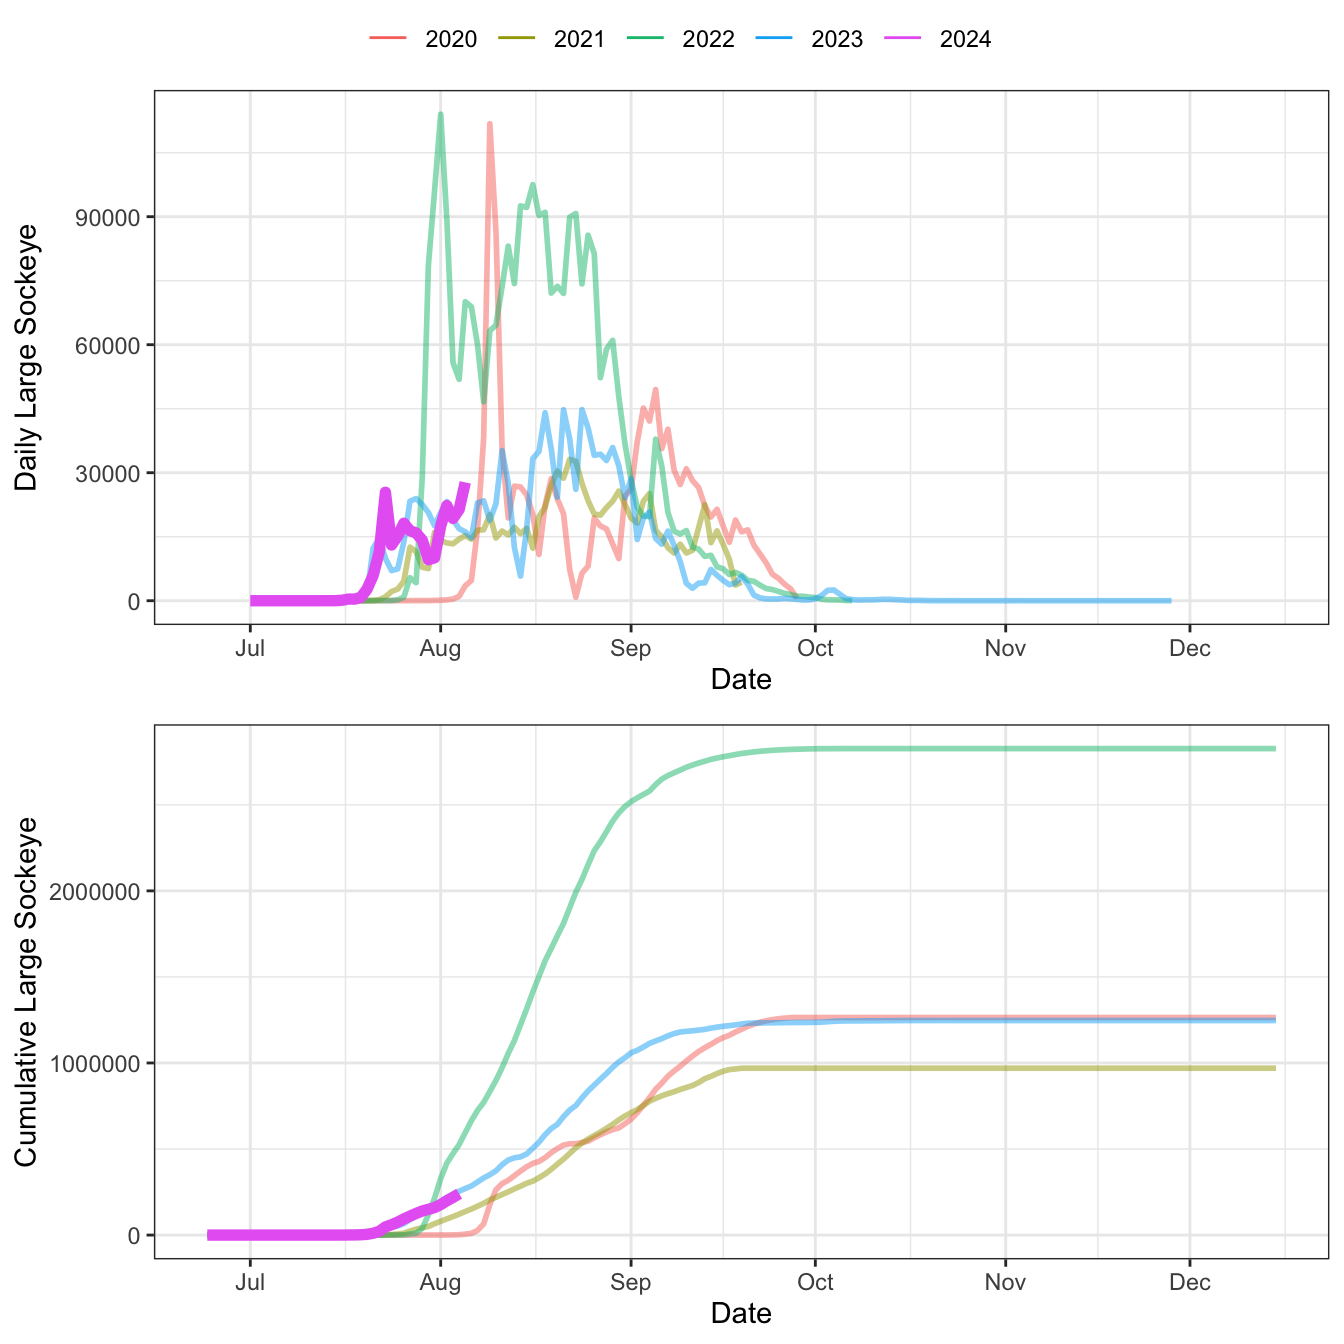 2020 2021 2022 2023 2024
Daily Large Sockeye
90000
60000
30000
0
Jul Aug Sep Oct Nov Dec
Date
Cumulative Large Sockeye
2000000
1000000
0
Jul Aug Sep Oct Nov Dec
Date